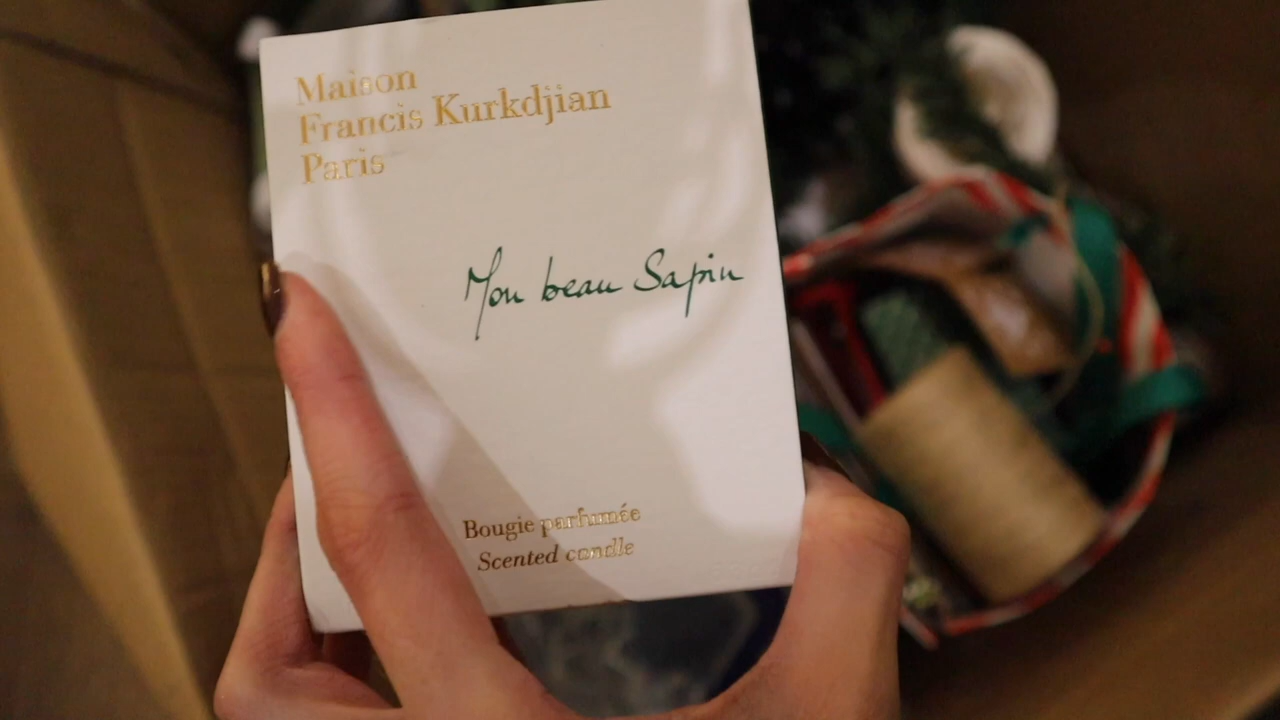 Maison
Francis Kurkdjian
Paris
Mon beau Sapin
Bougie parfumée
Scented candle